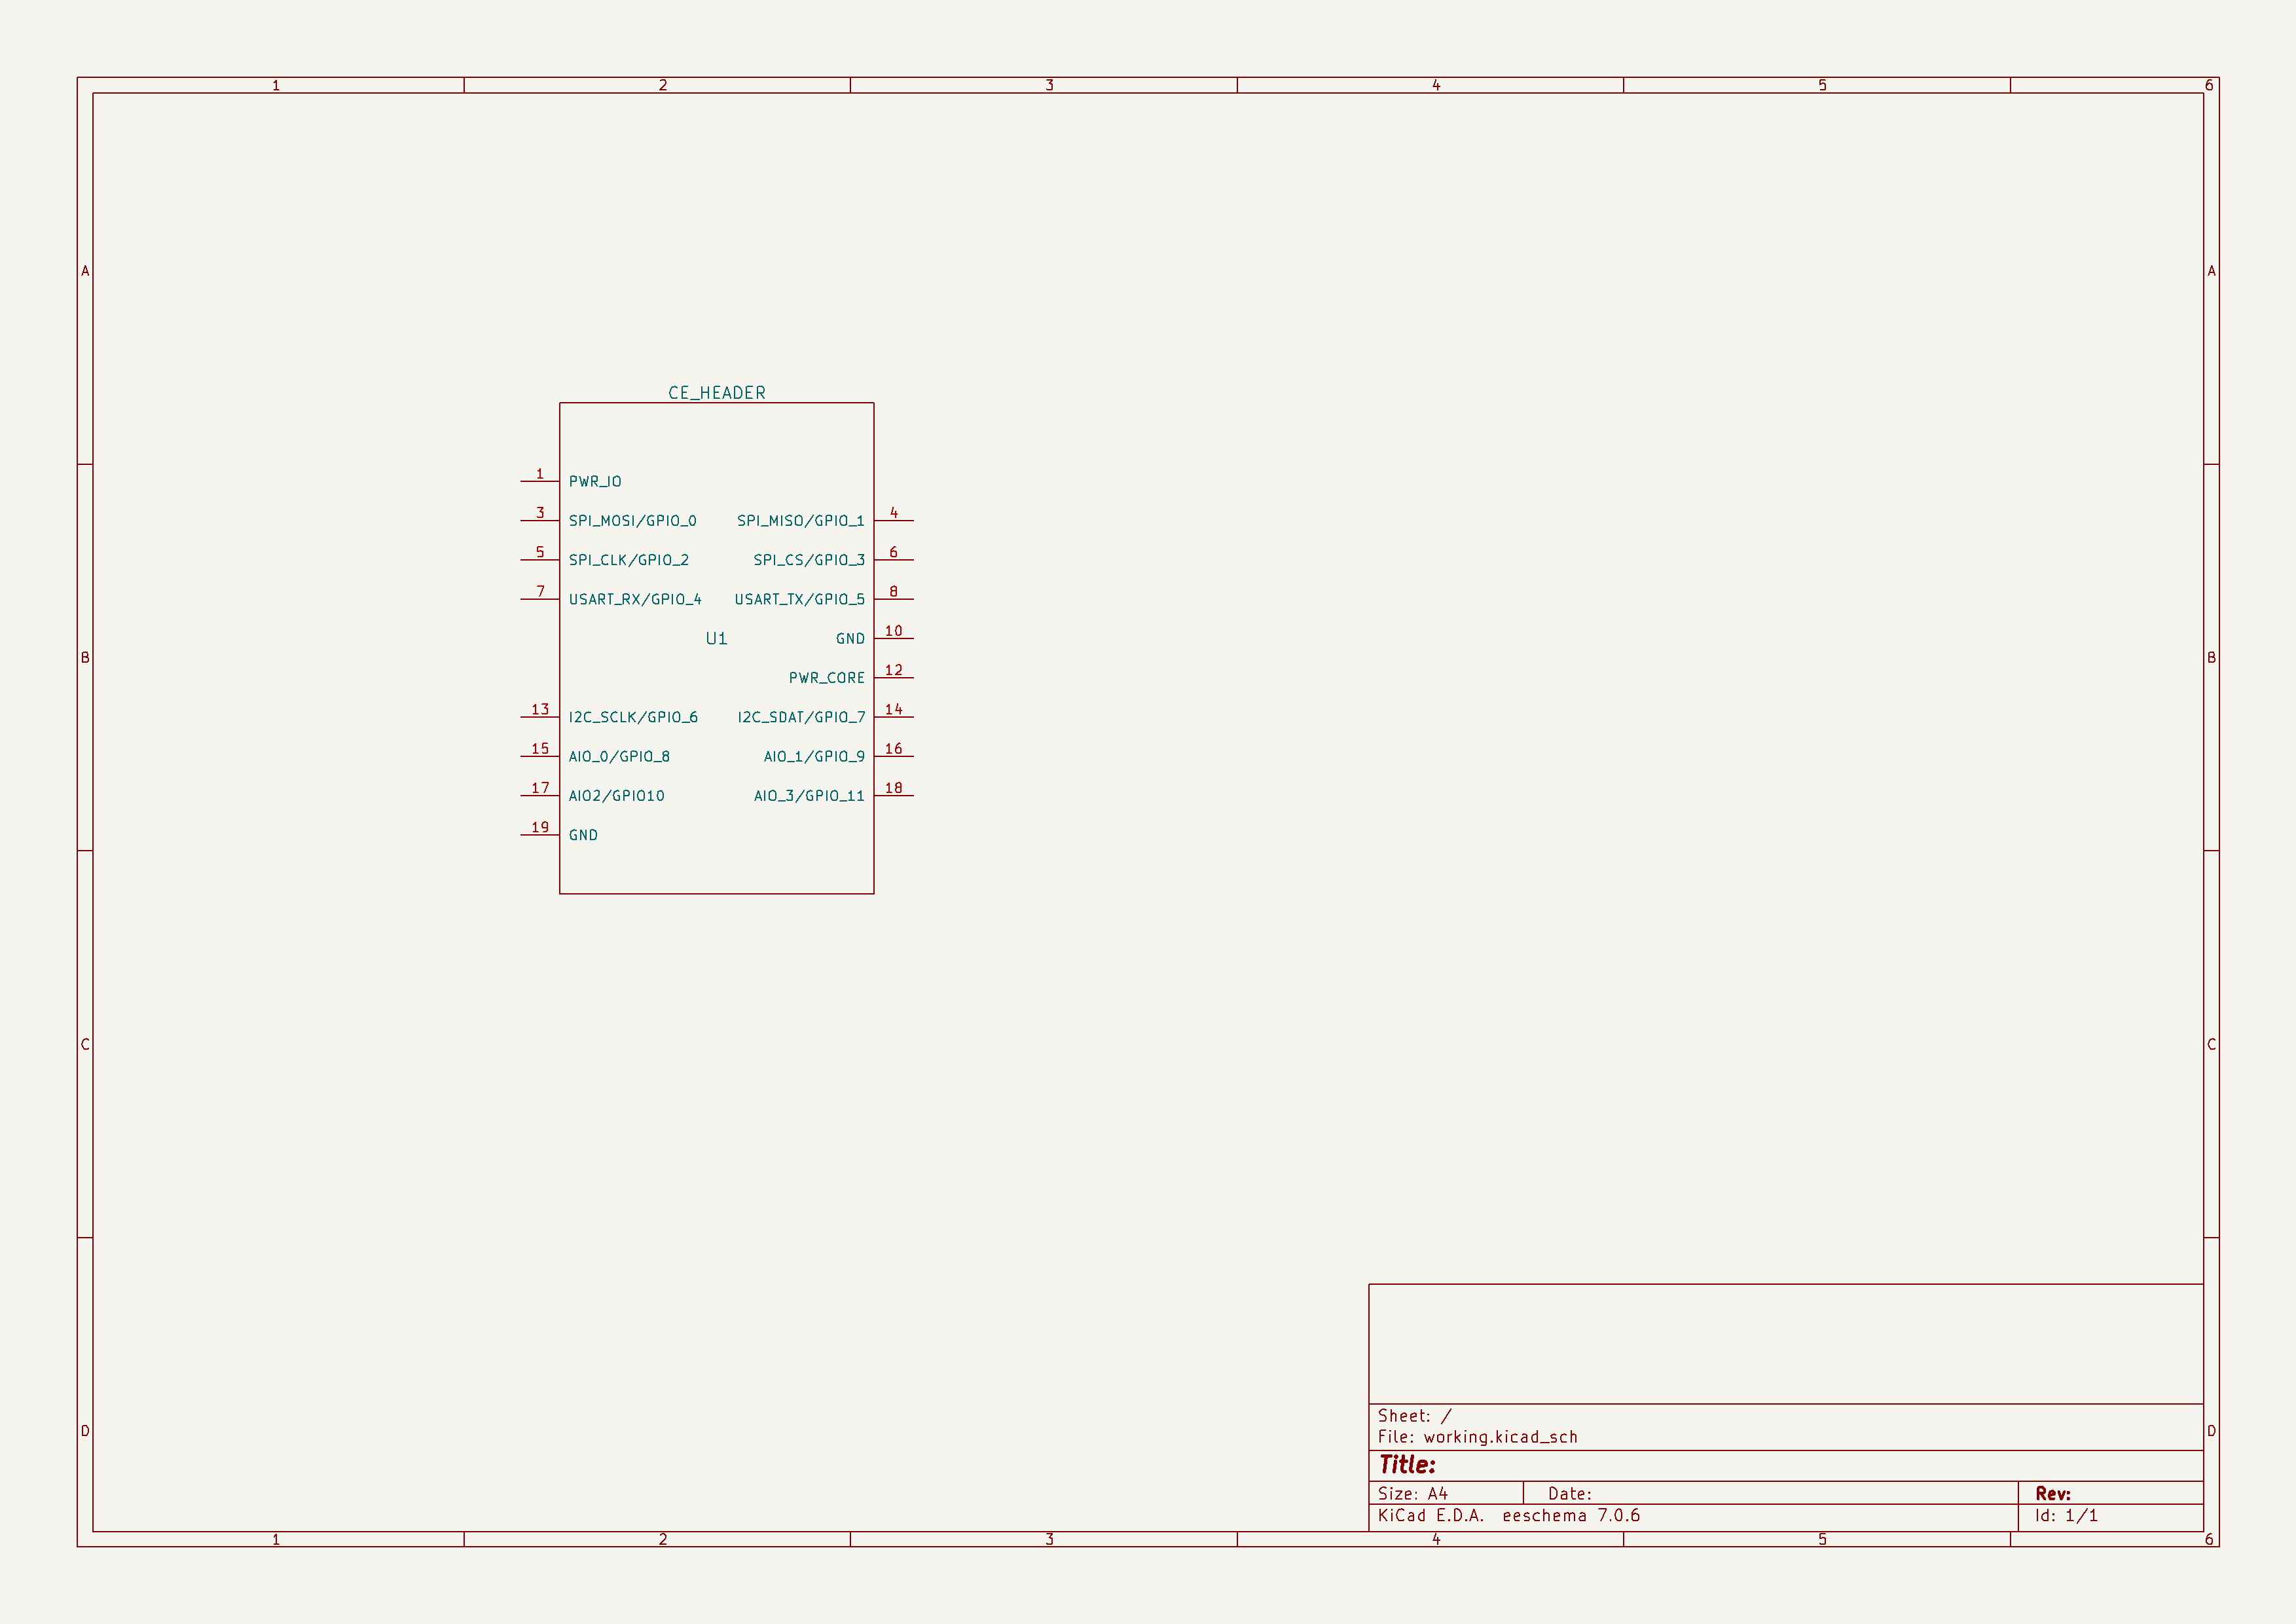 1 2 3 4 5 6
A A
CE_HEADER
1 PWR_IO
3 SPI_MOSI/GPIO_0 SPI_MISO/GPIO_1 4
5 SPI_CLK/GPIO_2 SPI_CS/GPIO_3 6
7 USART_RX/GPIO_4 USART_TX/GPIO_5 8
U1 GND 10
B B
PWR_CORE 12
13 I2C_SCLK/GPIO_6 I2C_SDAT/GPIO_7 14
15 AIO_0/GPIO_8 AIO_1/GPIO_9 16
17 AIO2/GPIO10 AIO_3/GPIO_11 18
19 GND
C C
Sheet: /
D D
File: working.kicad_sch
Title:
Size: A4 Date: Rev:
KiCad E.D.A. eeschema 7.0.6 Id: 1/1
1 2 3 4 5 6